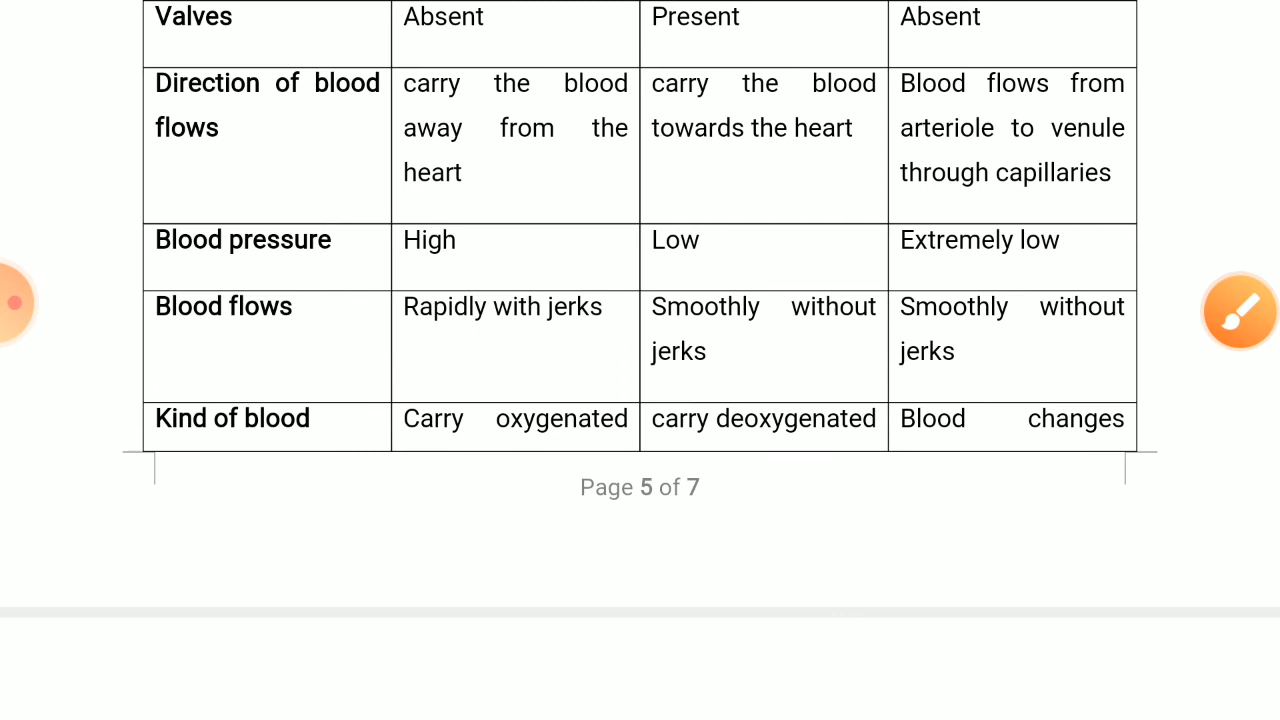 Valves Absent Present Absent
Direction of blood carry the blood carry the blood Blood flows from
flows away from the towards the heart arteriole to venule
heart through capillaries
Blood pressure High Low Extremely low
Blood flows Rapidly with jerks Smoothly without Smoothly without
jerks jerks
Kind of blood Carry oxygenated carry deoxygenated Blood changes
Page 5 of 7